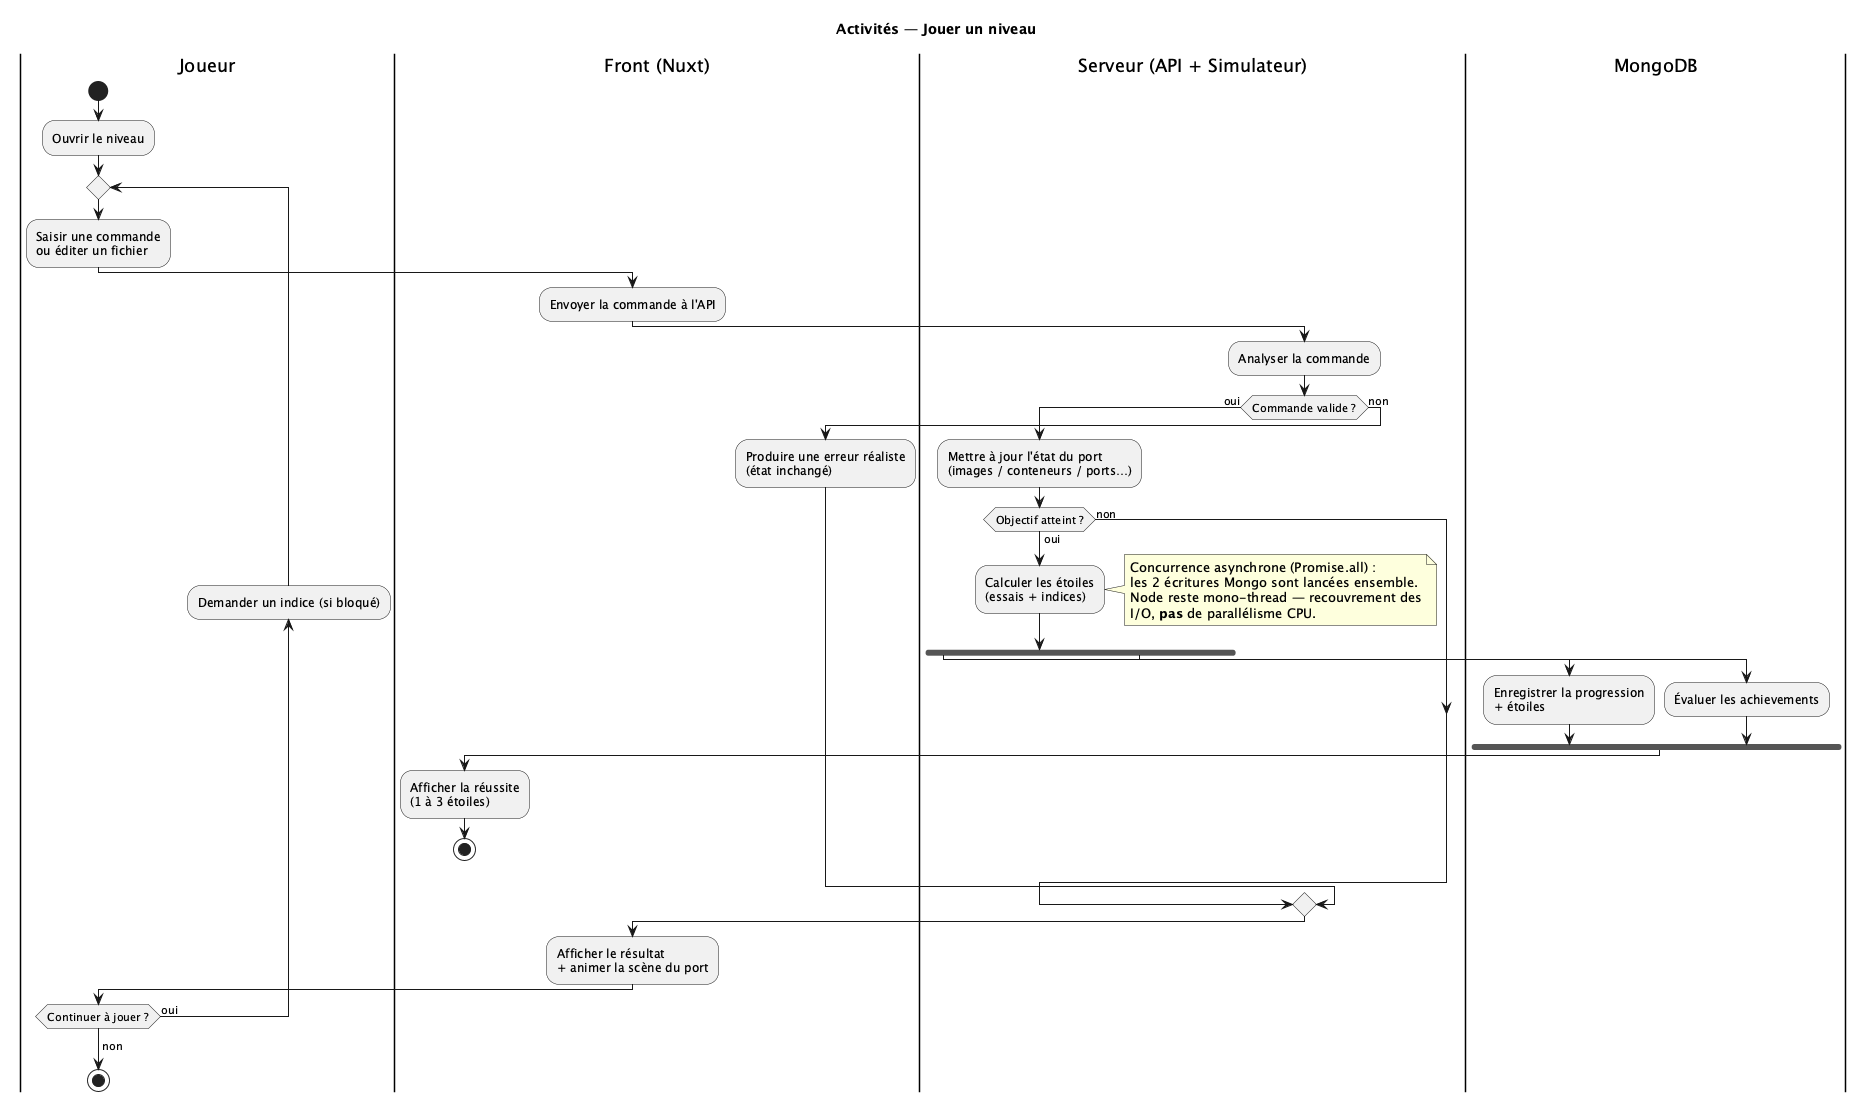 Activités — Jouer un niveau
Joueur
Front (Nuxt)
Serveur (API + Simulateur)
MongoDB
Ouvrir le niveau
Saisir une commande
ou éditer un fichier
Envoyer la commande à l'API
Analyser la commande
oui
Commande valide ?
non
Produire une erreur réaliste
(état inchangé)
Mettre à jour l'état du port
(images / conteneurs / ports...)
Objectif atteint ?
non
oui
Demander un indice (si bloqué)
Calculer les étoiles
(essais + indices)
Concurrence asynchrone (Promise.all) :
les 2 écritures Mongo sont lancées ensemble.
Node reste mono-thread — recouvrement des
I/O, pas de parallélisme CPU.
Enregistrer la progression
+ étoiles
Évaluer les achievements
Afficher la réussite
(1 à 3 étoiles)
Afficher le résultat
+ animer la scène du port
Continuer à jouer ?
oui
non